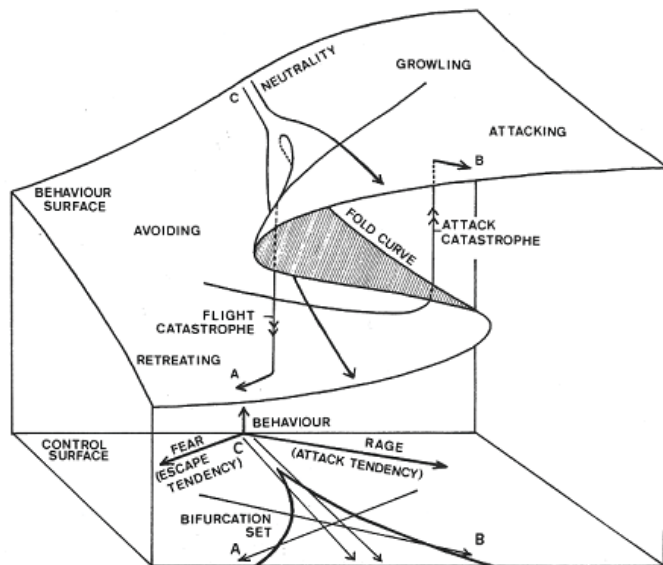 C
NEUTRALITY
GROWLING
ATTACKING
B
BEHAVIOUR
SURFACE
AVOIDING
FOLD CURVE
ATTACK
CATASTROPHE
FLIGHT
CATASTROPHE
RETREATING
A
BEHAVIOUR
CONTROL
SURFACE
FEAR
(ESCAPE
TENDENCY)
C
RAGE
(ATTACK TENDENCY)
BIFURCATION
SET
A
B